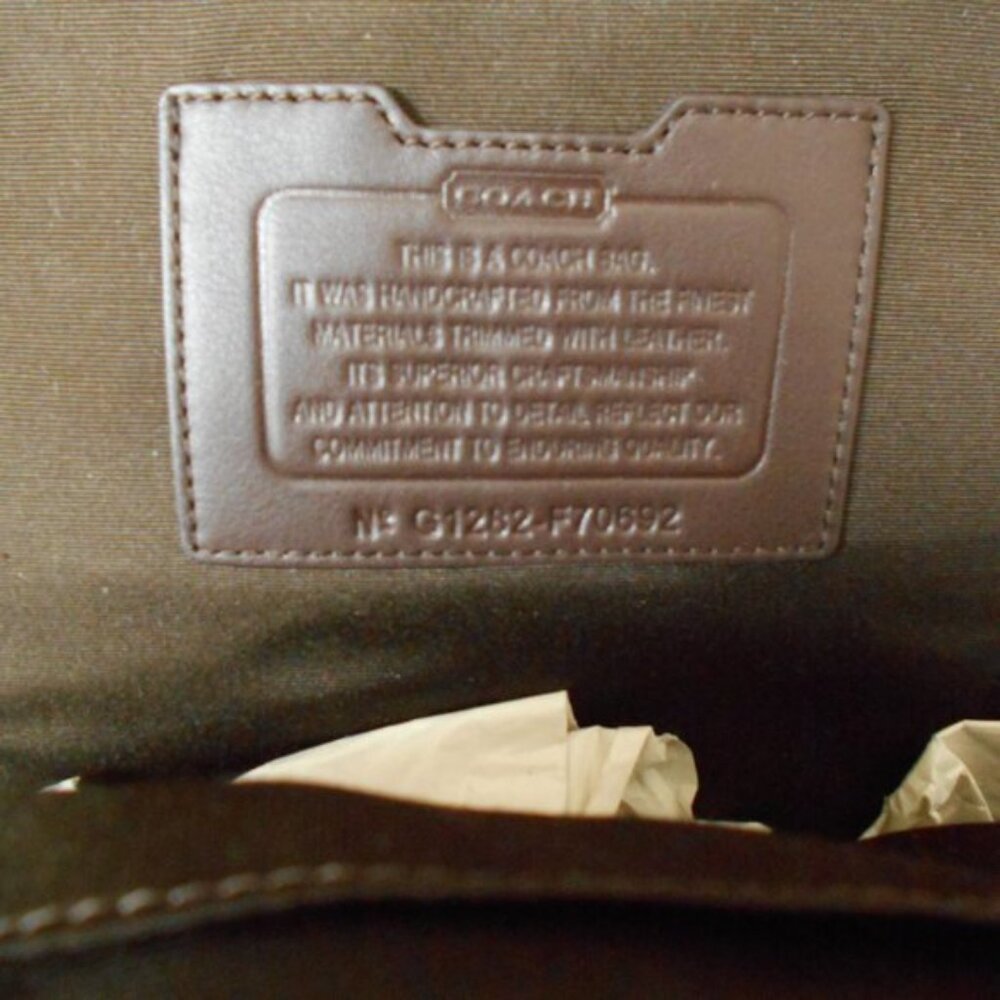 COACH
THIS IS A COACH BAG.
IT WAS HANDCRAFTED FROM THE FINEST
MATERIALS TRIMMED WITH LEATHER.
ITS SUPERIOR CRAFTSMANSHIP
AND ATTENTION TO DETAIL REFLECT OUR
COMMITMENT TO ENDURING QUALITY.
Nº G1282-F70692